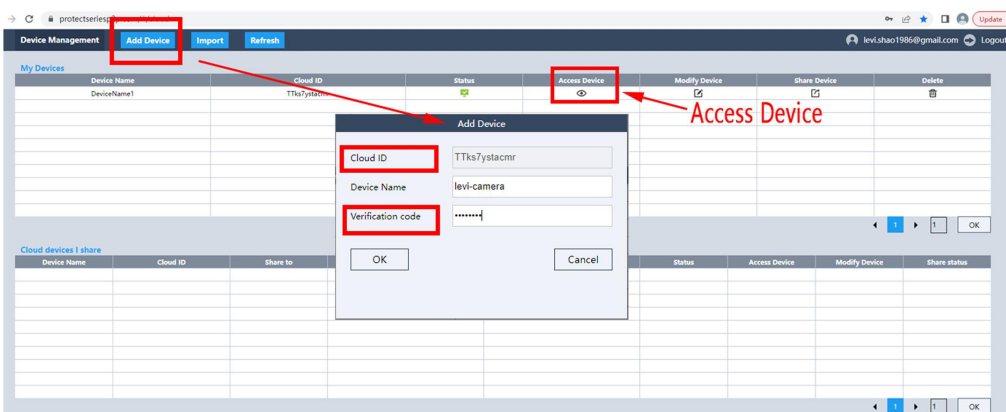 Update
Device Management Add Device Import Refresh levi.shao1986@gmail.com Logout
My Devices
Device Name Cloud ID Status Access Device Modify Device Share Device Delete
DeviceName1
Access Device
Add Device
Cloud ID TTks7ystacmr
Device Name levi-camera
Verification code ••••••••
OK Cancel
1 1 OK
Cloud devices I share
Device Name Cloud ID Share to Status Access Device Modify Device Share status
1 1 OK